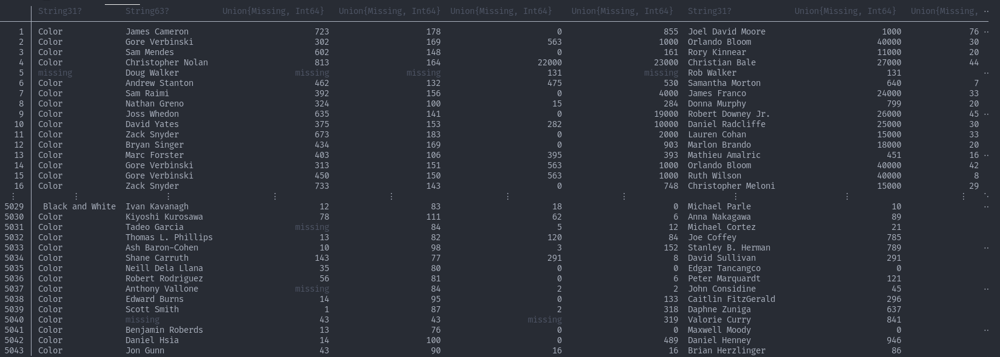 String31? String63? Union{Missing, Int64} Union{Missing, Int64} Union{Missing, Int64} Union{Missing, Int64} String31? Union{Missing, Int64} Union{Missing, ⋯
1 Color James Cameron 723 178 0 855 Joel David Moore 1000 76 ⋯
2 Color Gore Verbinski 302 169 563 1000 Orlando Bloom 40000 30
3 Color Sam Mendes 602 148 0 161 Rory Kinnear 11000 20
4 Color Christopher Nolan 813 164 22000 23000 Christian Bale 27000 44
5 missing Doug Walker missing missing 131 missing Rob Walker 131 ⋯
6 Color Andrew Stanton 462 132 475 530 Samantha Morton 640 7
7 Color Sam Raimi 392 156 0 4000 James Franco 24000 33
8 Color Nathan Greno 324 100 15 284 Donna Murphy 799 20
9 Color Joss Whedon 635 141 0 19000 Robert Downey Jr. 26000 45 ⋯
10 Color David Yates 375 153 282 10000 Daniel Radcliffe 25000 30
11 Color Zack Snyder 673 183 0 2000 Lauren Cohan 15000 33
12 Color Bryan Singer 434 169 0 903 Marlon Brando 18000 20
13 Color Marc Forster 403 106 395 393 Mathieu Amalric 451 16 ⋯
14 Color Gore Verbinski 313 151 563 1000 Orlando Bloom 40000 42
15 Color Gore Verbinski 450 150 563 1000 Ruth Wilson 40000 8
16 Color Zack Snyder 733 143 0 748 Christopher Meloni 15000 29
⋮ ⋮ ⋮ ⋮ ⋮ ⋮ ⋮ ⋮ ⋮ ⋮ ⋱
5029 Black and White Ivan Kavanagh 12 83 18 0 Michael Parle 10 ⋯
5030 Color Kiyoshi Kurosawa 78 111 62 6 Anna Nakagawa 89
5031 Color Tadeo Garcia missing 84 5 12 Michael Cortez 21
5032 Color Thomas L. Phillips 13 82 120 84 Joe Coffey 785
5033 Color Ash Baron-Cohen 10 98 3 152 Stanley B. Herman 789 ⋯
5034 Color Shane Carruth 143 77 291 8 David Sullivan 291
5035 Color Neill Dela Llana 35 80 0 0 Edgar Tancangco 0
5036 Color Robert Rodriguez 56 81 0 6 Peter Marquardt 121
5037 Color Anthony Vallone missing 84 2 2 John Considine 45 ⋯
5038 Color Edward Burns 14 95 0 133 Caitlin FitzGerald 296
5039 Color Scott Smith 1 87 2 318 Daphne Zuniga 637
5040 Color missing 43 43 missing 319 Valorie Curry 841
5041 Color Benjamin Roberds 13 76 0 0 Maxwell Moody 0 ⋯
5042 Color Daniel Hsia 14 100 0 489 Daniel Henney 946
5043 Color Jon Gunn 43 90 16 16 Brian Herzlinger 86